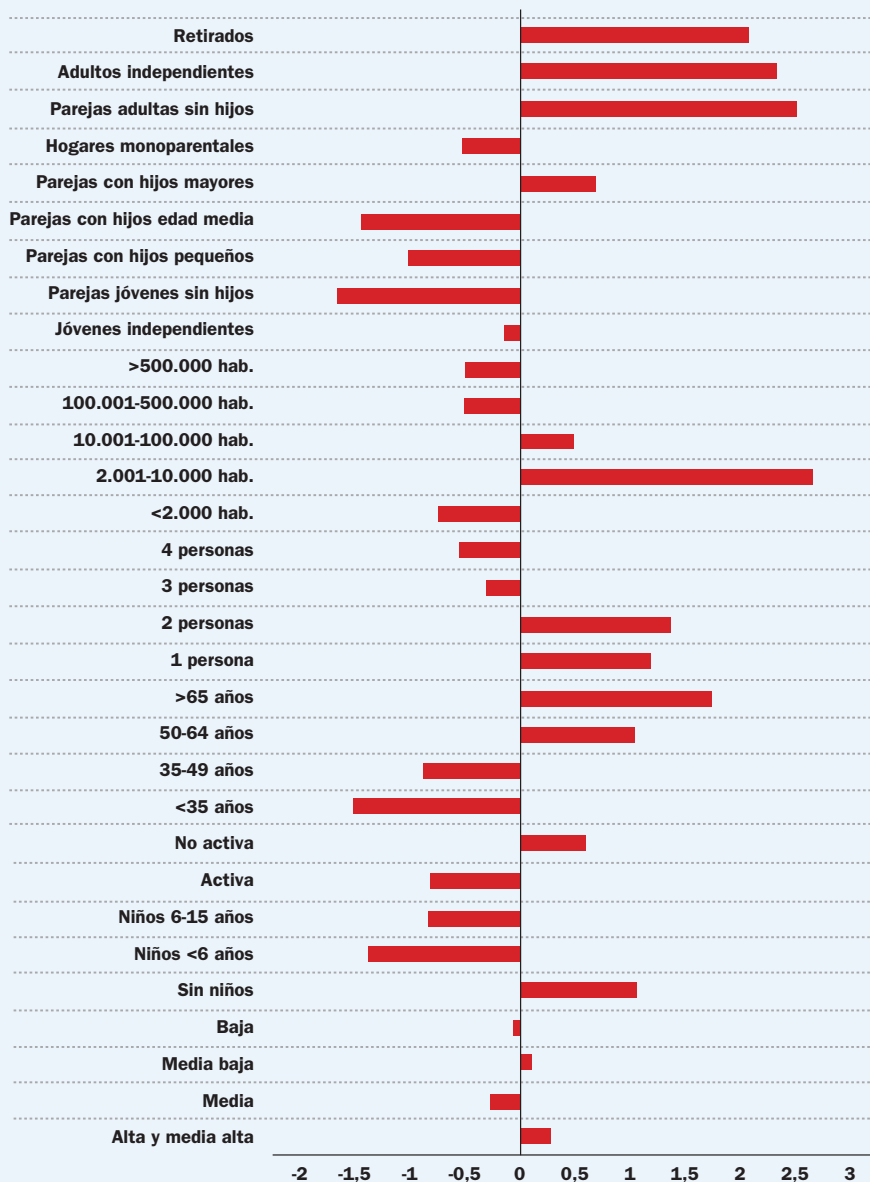 Retirados
Adultos independientes
Parejas adultas sin hijos
Hogares monoparentales
Parejas con hijos mayores
Parejas con hijos edad media
Parejas con hijos pequeños
Parejas jóvenes sin hijos
Jóvenes independientes
>500.000 hab.
100.001-500.000 hab.
10.001-100.000 hab.
2.001-10.000 hab.
<2.000 hab.
4 personas
3 personas
2 personas
1 persona
>65 años
50-64 años
35-49 años
<35 años
No activa
Activa
Niños 6-15 años
Niños <6 años
Sin niños
Baja
Media baja
Media
Alta y media alta
-2 -1,5 -1 -0,5 0 0,5 1 1,5 2 2,5 3